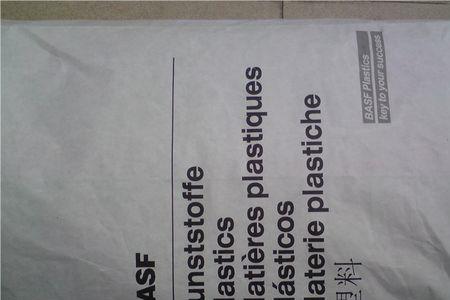 ASF
unststoffe
lastics
latières plastiques
lásticos
laterie plastiche
料
BASF Plastics
key to your success